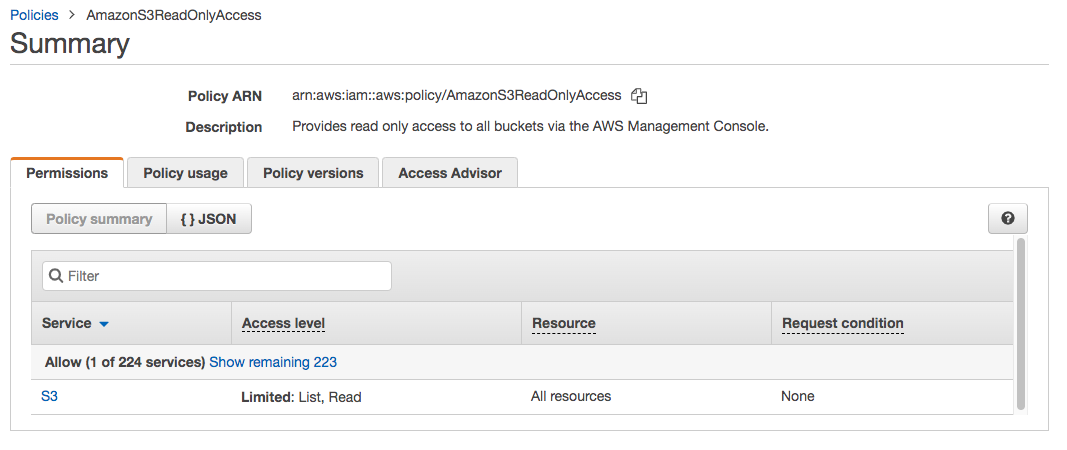 Policies > AmazonS3ReadOnlyAccess
Summary
Policy ARN arn:aws:iam::aws:policy/AmazonS3ReadOnlyAccess
Description Provides read only access to all buckets via the AWS Management Console.
Permissions Policy usage Policy versions Access Advisor
Policy summary { } JSON ?
Filter
Service Access level Resource Request condition
Allow (1 of 224 services) Show remaining 223
S3 Limited: List, Read All resources None